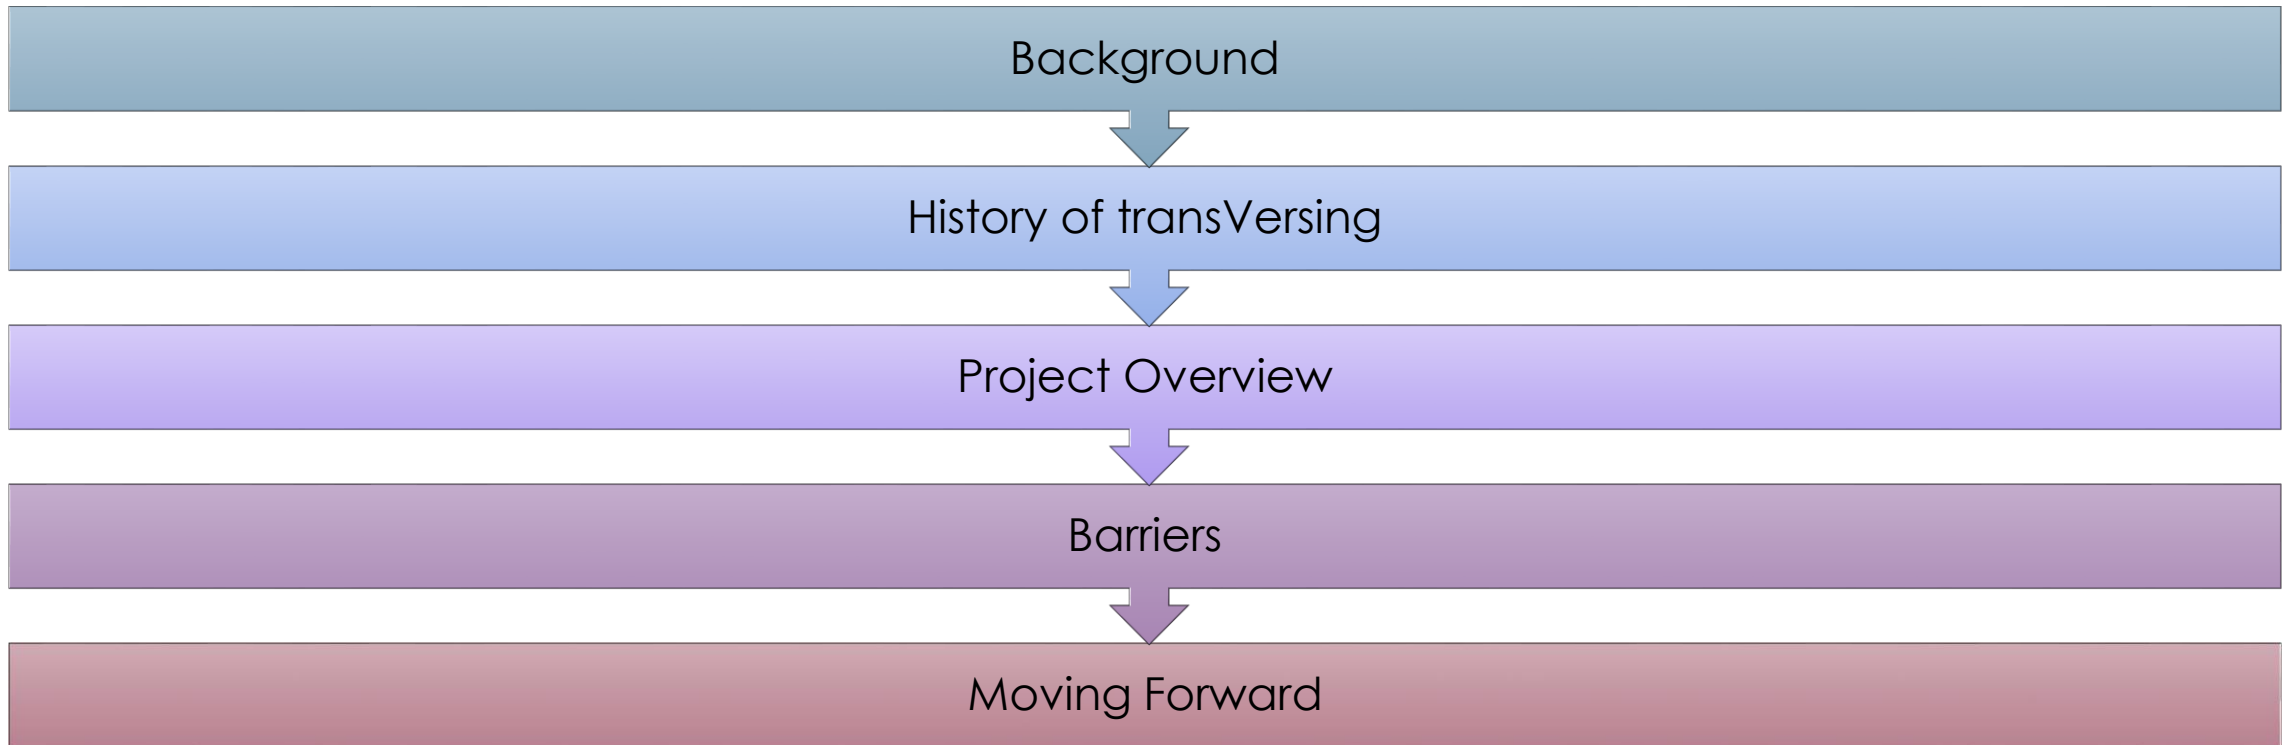 Background
History of transVersing
Project Overview
Barriers
Moving Forward